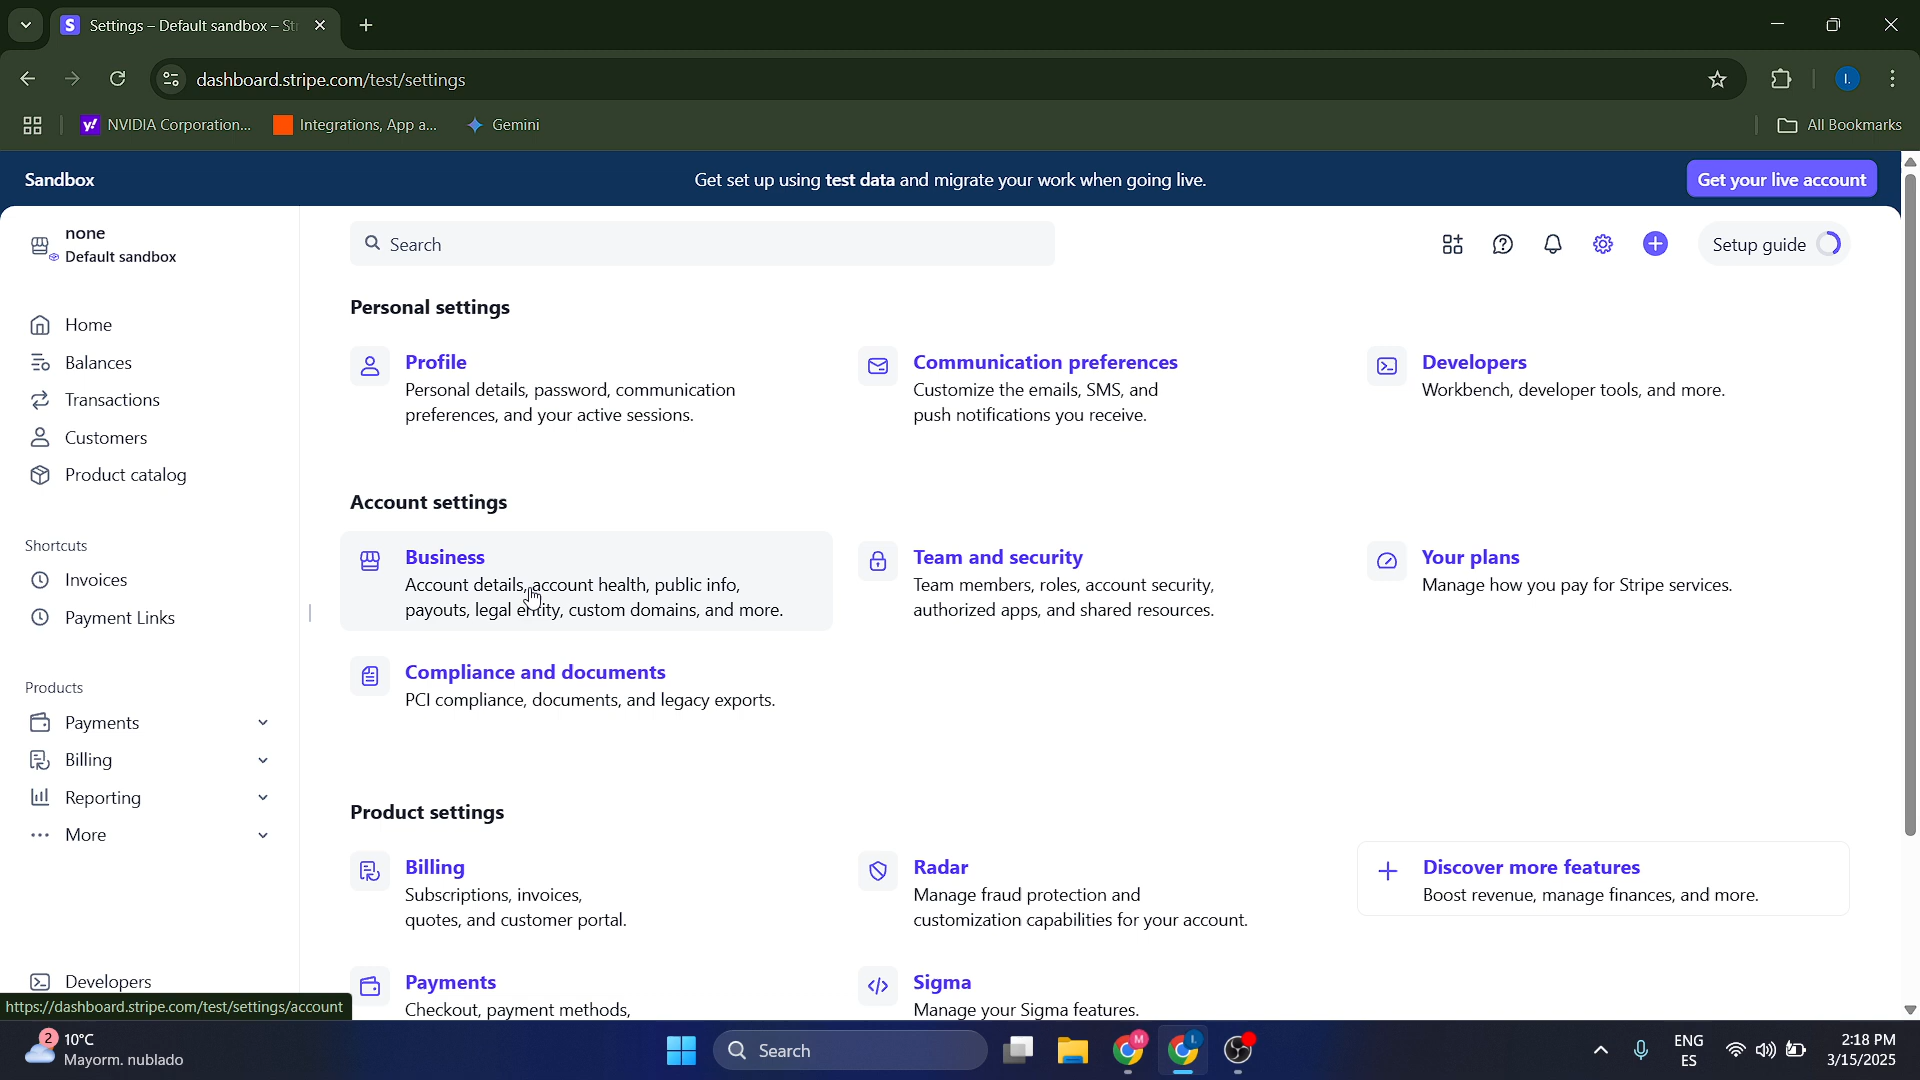 Settings – Default sandbox – St
dashboard.stripe.com/test/settings
NVIDIA Corporation...
Integrations, App a...
Gemini
All Bookmarks
Sandbox
Get set up using test data and migrate your work when going live.
Get your live account
none
Default sandbox
Search
Setup guide
Home
Balances
Transactions
Customers
Product catalog
Shortcuts
Invoices
Payment Links
Products
Payments
Billing
Reporting
More
Developers
Personal settings
Profile
Personal details, password, communication
preferences, and your active sessions.
Communication preferences
Customize the emails, SMS, and
push notifications you receive.
Developers
Workbench, developer tools, and more.
Account settings
Business
Account details, account health, public info,
payouts, legal entity, custom domains, and more.
Team and security
Team members, roles, account security,
authorized apps, and shared resources.
Your plans
Manage how you pay for Stripe services.
Compliance and documents
PCI compliance, documents, and legacy exports.
Product settings
Billing
Subscriptions, invoices,
quotes, and customer portal.
Radar
Manage fraud protection and
customization capabilities for your account.
Discover more features
Boost revenue, manage finances, and more.
Payments
Checkout, payment methods,
Sigma
Manage your Sigma features.
https://dashboard.stripe.com/test/settings/account
2
10°C
Mayorm. nublado
Search
M
I.
ENG
ES
2:18 PM
3/15/2025